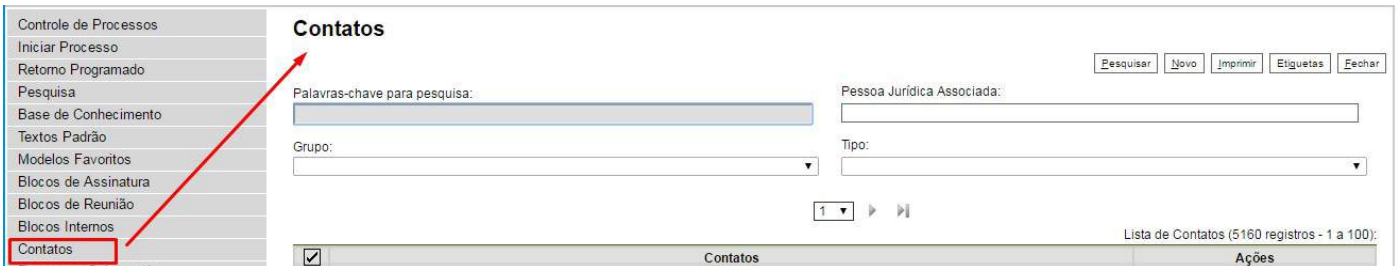 Controle de Processos
Iniciar Processo
Retorno Programado
Pesquisa
Base de Conhecimento
Textos Padrão
Modelos Favoritos
Blocos de Assinatura
Blocos de Reunião
Blocos Internos
Contatos
Contatos
Pesquisar Novo Imprimir Etiquetas Fechar
Palavras-chave para pesquisa:
Pessoa Jurídica Associada:
Grupo:
Tipo:
1
Lista de Contatos (5160 registros - 1 a 100):
Contatos Ações